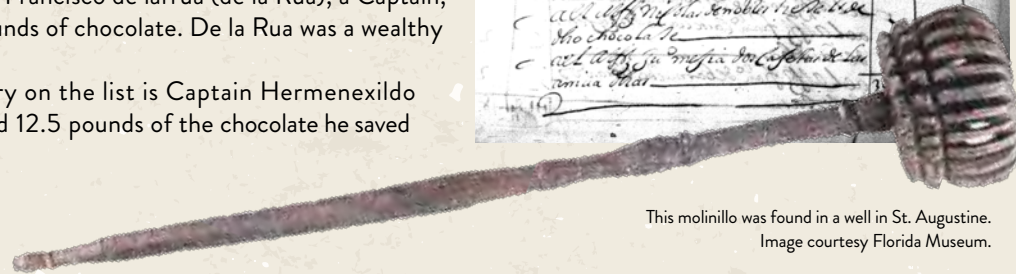 Francisco de larrua (de la Rua), a Captain,
unds of chocolate. De la Rua was a wealthy
ry on the list is Captain Hermenexildo
d 12.5 pounds of the chocolate he saved
dho chocolate
This molinillo was found in a well in St. Augustine.
Image courtesy Florida Museum.